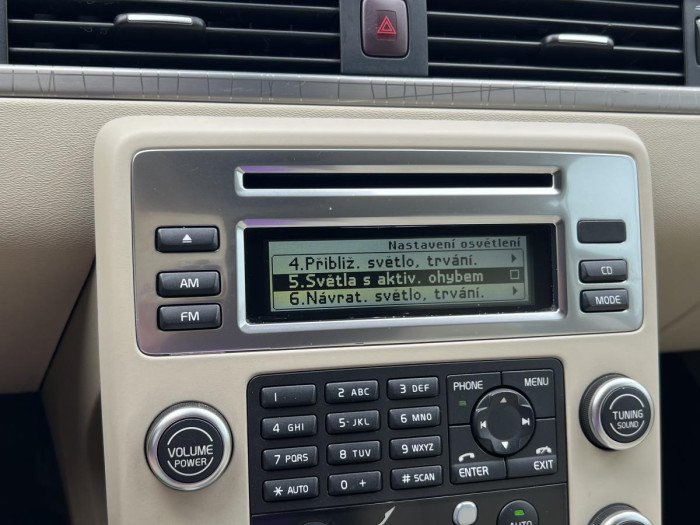 Nastavení osvětlení
4.Přibliž. světlo, trvání.
5.Světla s aktiv. ohybem
6.Návrat. světlo, trvání.
AM
FM
CD
MODE
VOLUME
POWER
TUNING
SOUND
1
2 ABC
3 DEF
4 GHI
5-JKL
6 MNO
7 PQRS
8 TUV
9 WXYZ
* AUTO
0 +
# SCAN
PHONE
MENU
ENTER
EXIT
AUTO